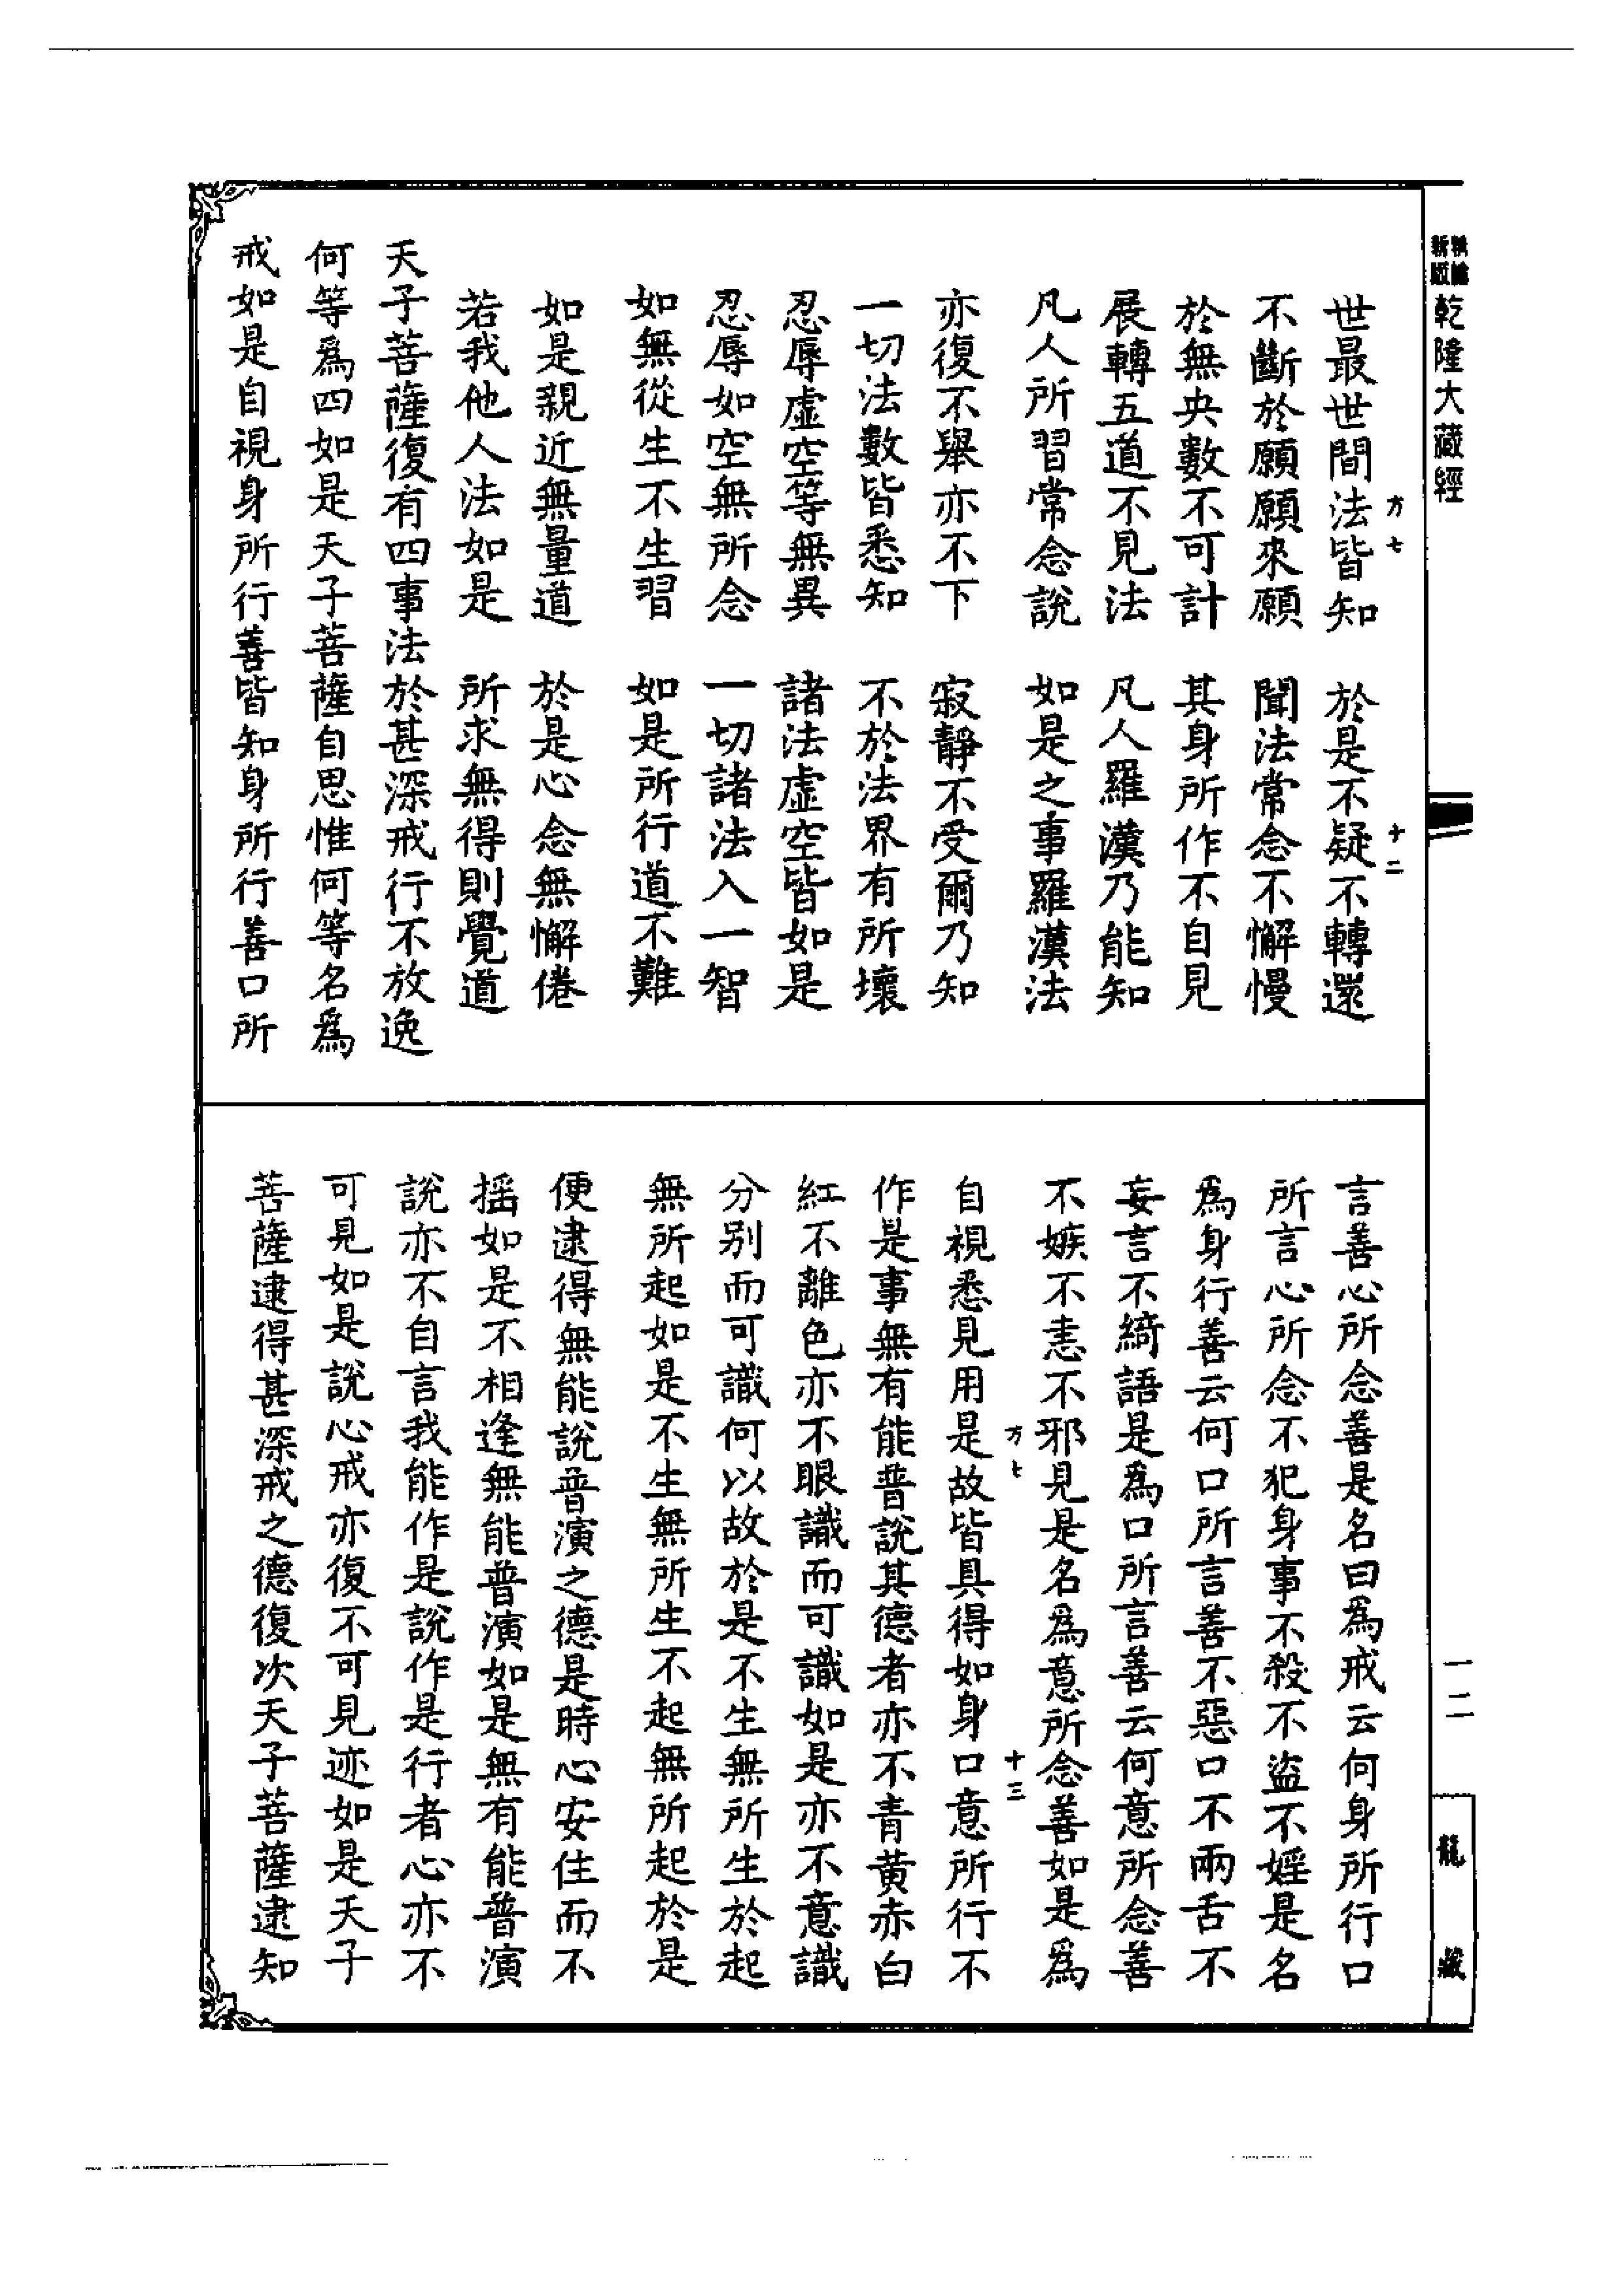 乾隆大藏經
世最世間法皆知　於是不疑不轉還
方七　十二
不斷於願願來願　聞法常念不懈慢
於無央數不可計　其身所作不自見
展轉五道不見法　凡人羅漢乃能知
凡人所習常念說　如是之事羅漢法
亦復不舉亦不下　寂靜不受爾乃知
一切法數皆悉知　不於法界有所壞
忍辱虛空等無異　諸法虛空皆如是
忍辱如空無所念　一切諸法入一智
如無從生不生習　如是所行道不難
如是親近無量道　於是心念無懈倦
若我他人法如是　所求無得則覺道
天子菩薩復有四事法於甚深戒行不放逸
何等爲四如是天子菩薩自思惟何等名爲
戒如是自視身所行善皆知身所行善口所
言善心所念善是名曰爲戒云何身所行口
所言心所念不犯身事不殺不盜不婬是名
爲身行善云何口所言善不惡口不兩舌不
妄言不綺語是爲口所言善云何意所念善
不嫉不恚不邪見是名爲意所念善如是爲
方七　十三
自視悉見用是故皆具得如身口意所行不
作是事無有能普說其德者亦不青黃赤白
紅不離色亦不眼識而可識如是亦不意識
分别而可識何以故於是不生無所生於起
無所起如是不生無所生不起無所起於是
便逮得無能說普演之德是時心安住而不
摇如是不相逢無能普演如是無有能普演
說亦不自言我能作是說作是行者心亦不
可見如是說心戒亦復不可見迹如是天子
菩薩逮得甚深戒之德復次天子菩薩逮知
一二
龍藏